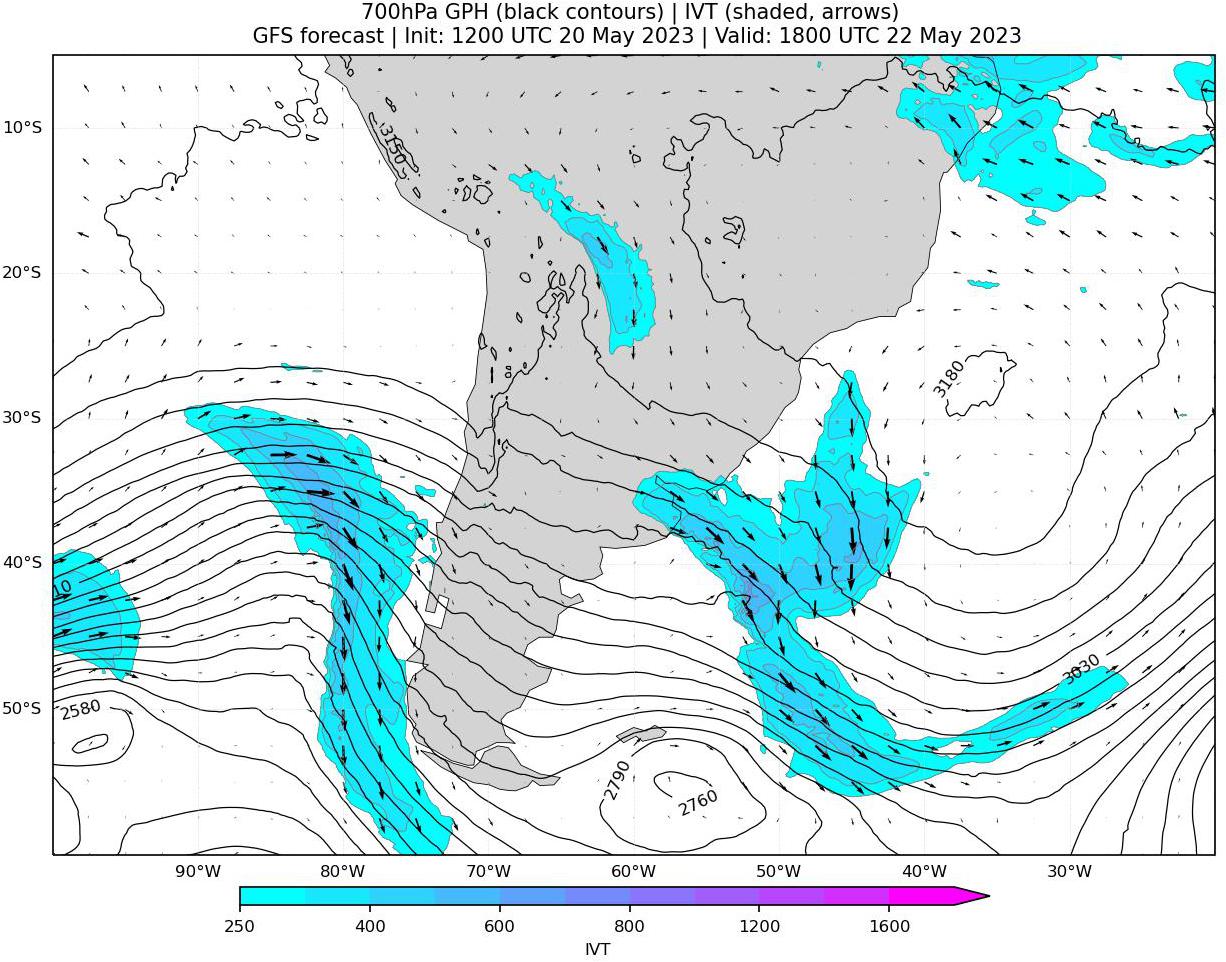 700hPa GPH (black contours) | IVT (shaded, arrows)
GFS forecast | Init: 1200 UTC 20 May 2023 | Valid: 1800 UTC 22 May 2023
10°S
3150
20°S
3180
30°S
40°S
10
3030
50°S
2580
2790
2760
90°W 80°W 70°W 60°W 50°W 40°W 30°W
250 400 600 800 1200 1600
IVT